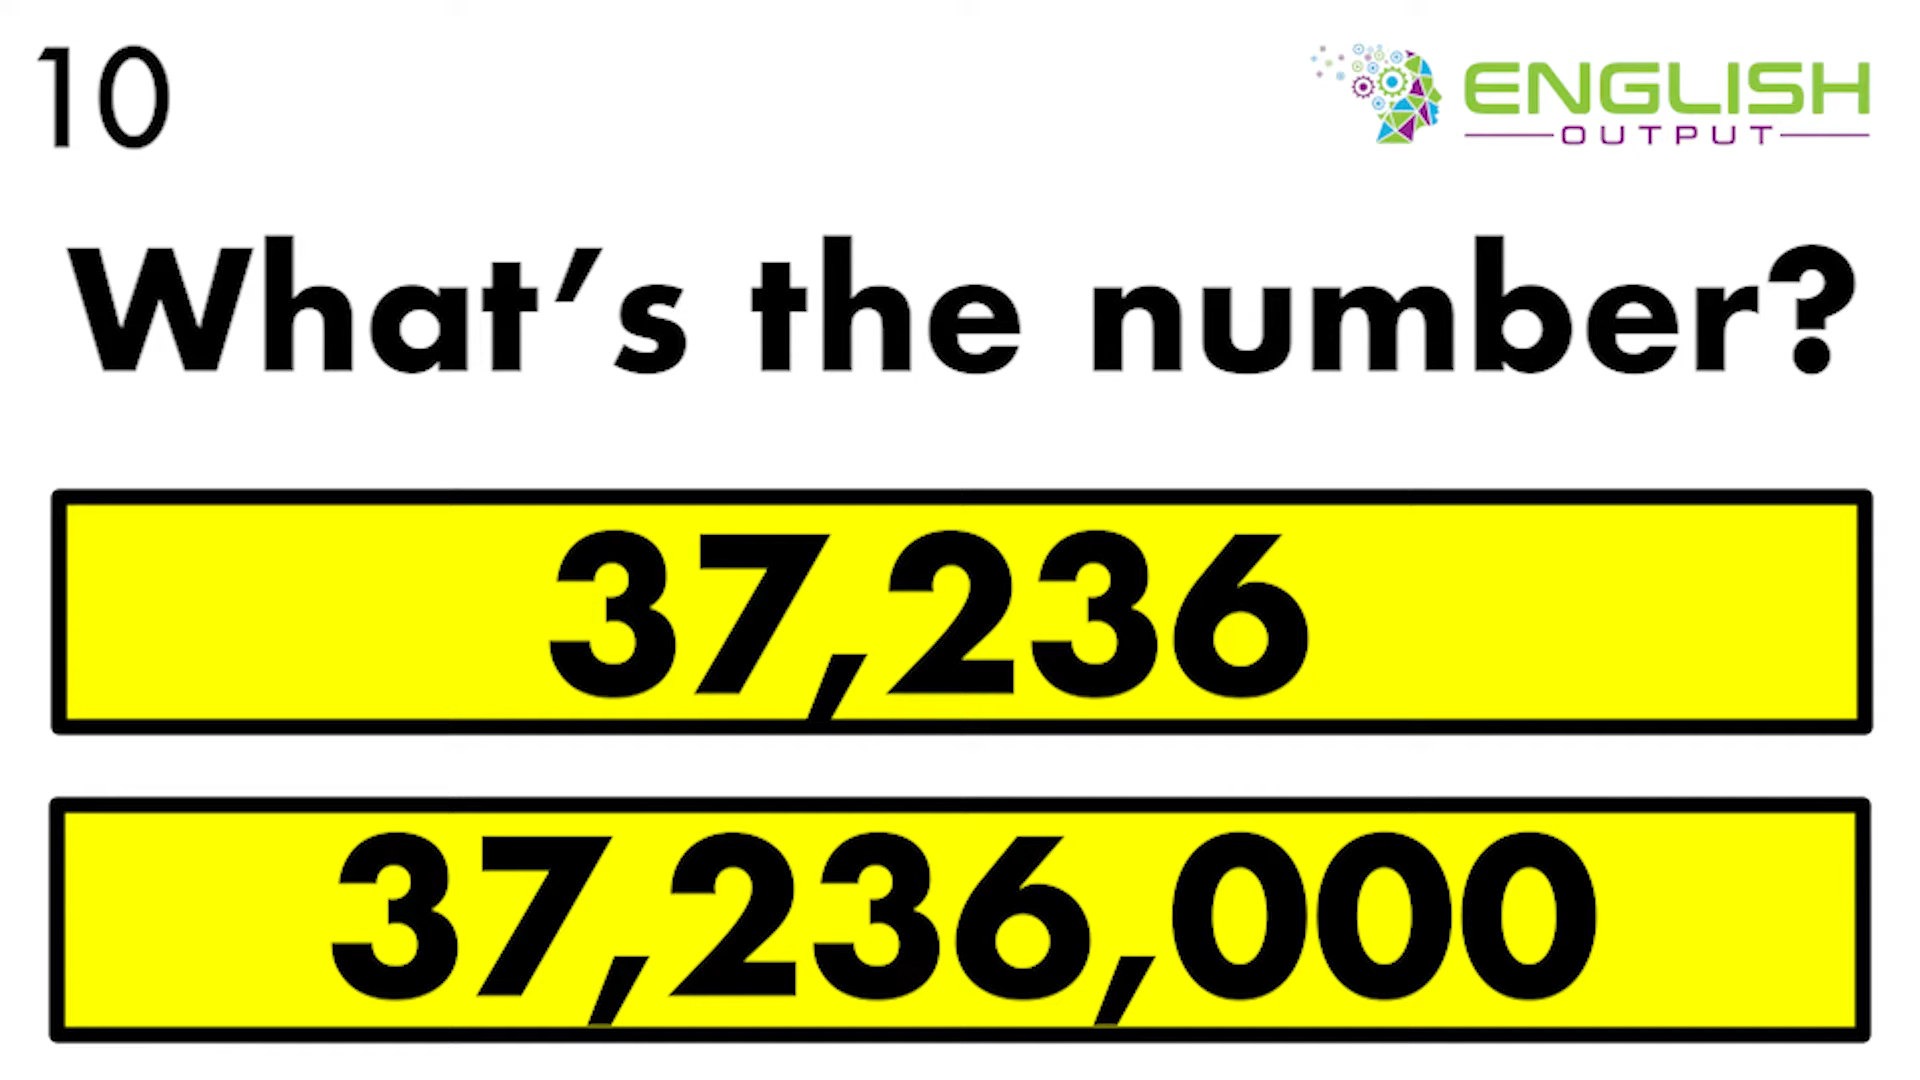 10
ENGLISH
OUTPUT
What’s the number?
37,236
37,236,000